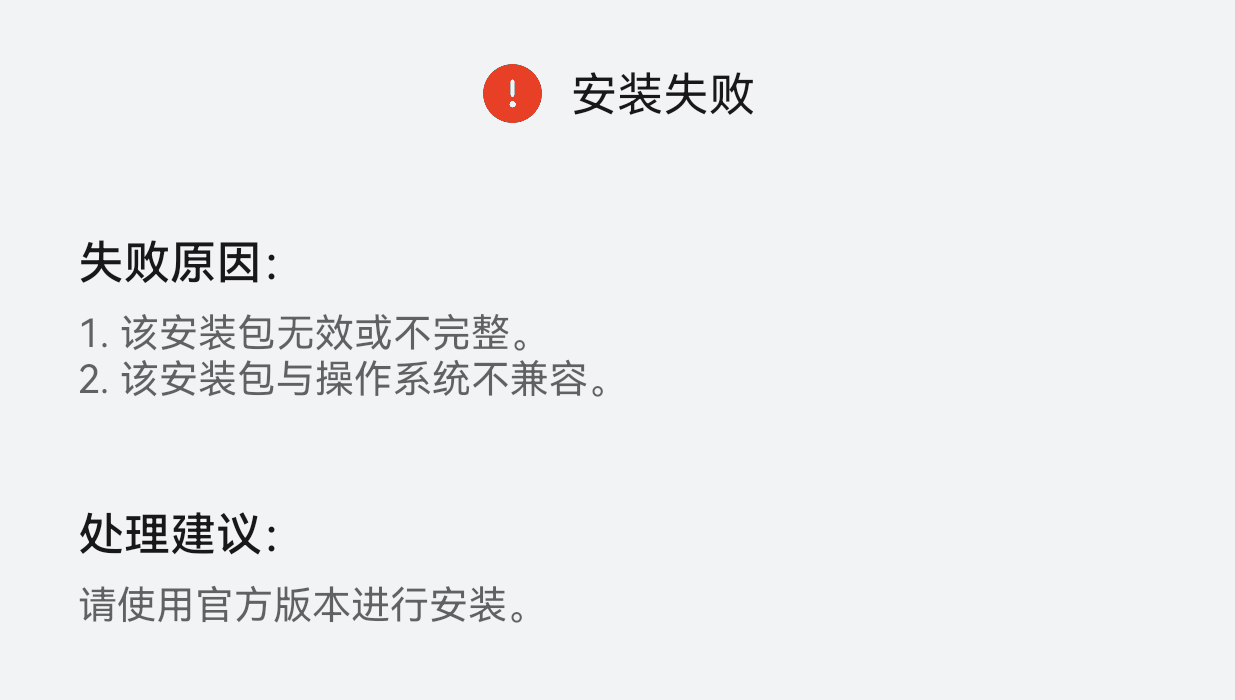 安装失败
失败原因：
1. 该安装包无效或不完整。
2. 该安装包与操作系统不兼容。
处理建议：
请使用官方版本进行安装。